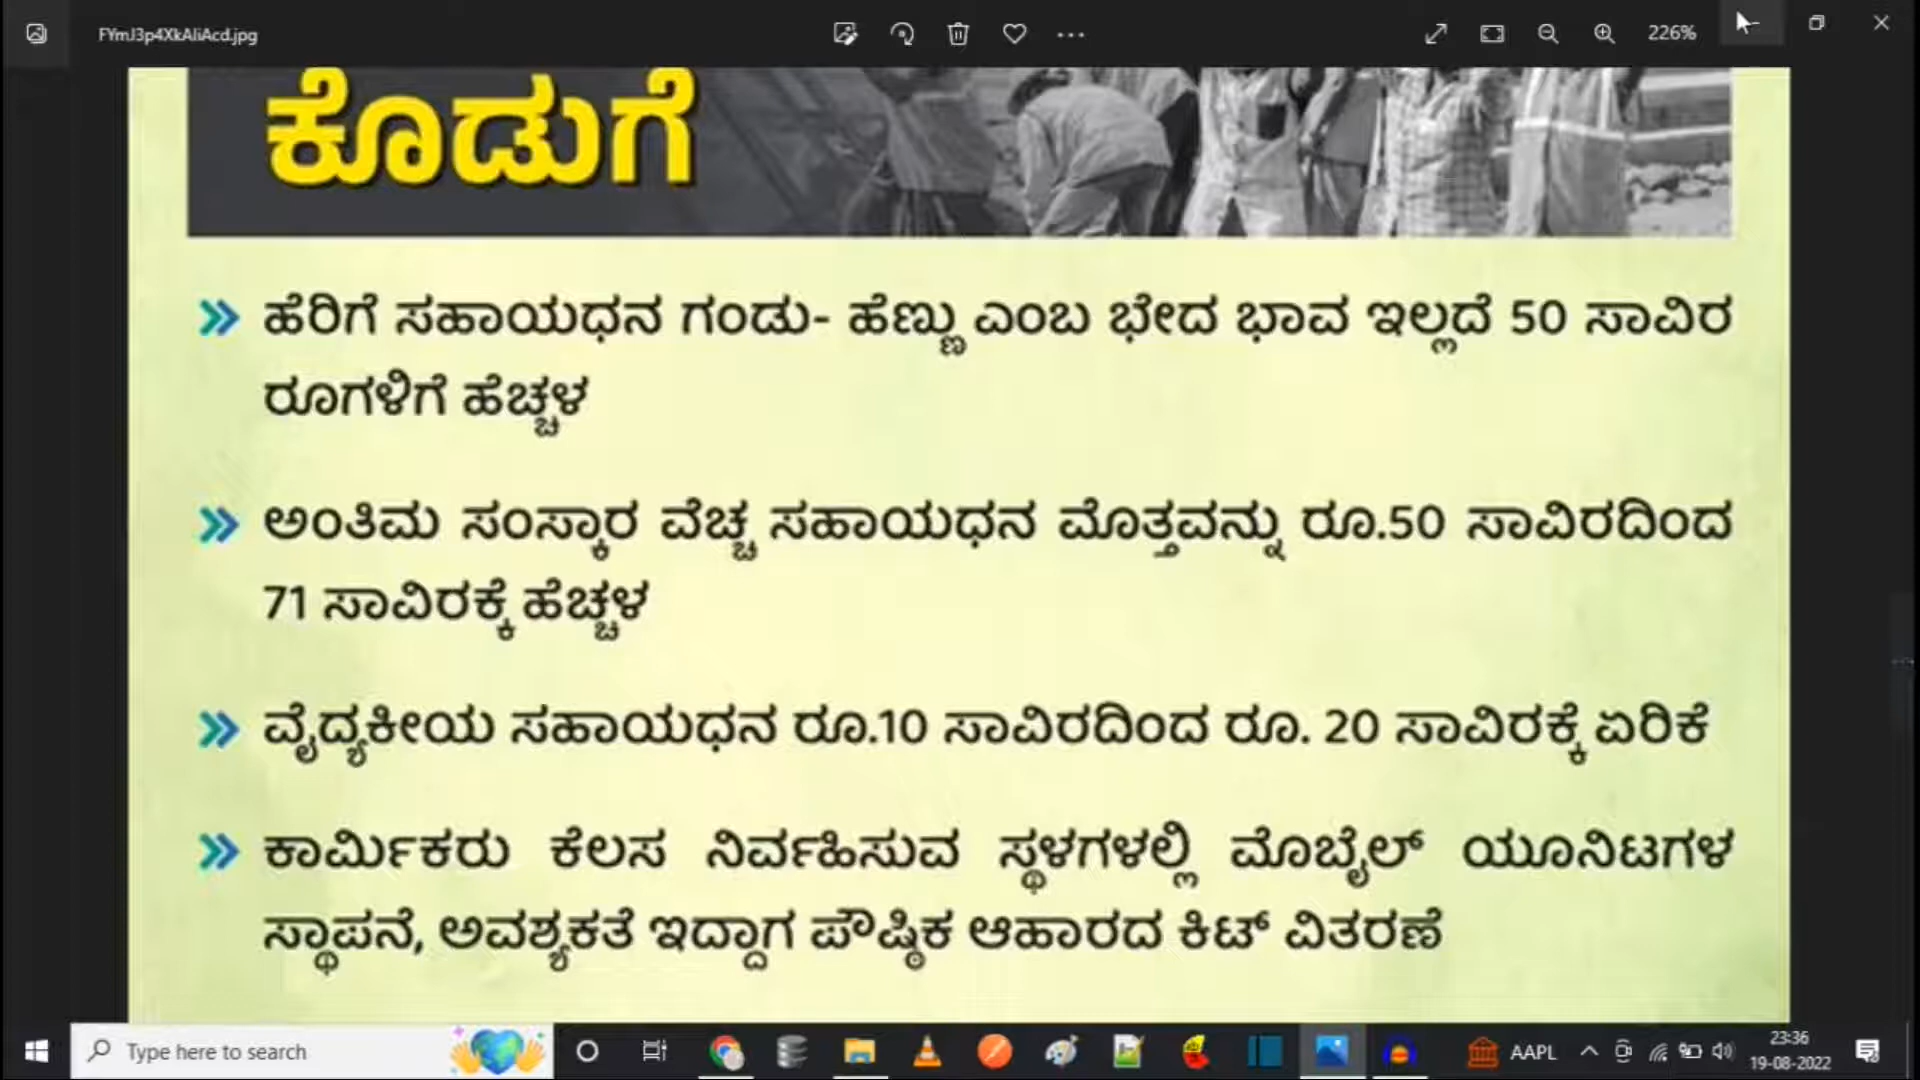 FYmJ3p4XkAliAcd.jpg
226%
ಕೊಡುಗೆ
ಹೆರಿಗೆ ಸಹಾಯಧನ ಗಂಡು- ಹೆಣ್ಣು ಎಂಬ ಭೇದ ಭಾವ ಇಲ್ಲದೆ 50 ಸಾವಿರ
ರೂಗಳಿಗೆ ಹೆಚ್ಚಳ
ಅಂತಿಮ ಸಂಸ್ಕಾರ ವೆಚ್ಚ ಸಹಾಯಧನ ಮೊತ್ತವನ್ನು ರೂ.50 ಸಾವಿರದಿಂದ
71 ಸಾವಿರಕ್ಕೆ ಹೆಚ್ಚಳ
ವೈದ್ಯಕೀಯ ಸಹಾಯಧನ ರೂ.10 ಸಾವಿರದಿಂದ ರೂ. 20 ಸಾವಿರಕ್ಕೆ ಏರಿಕೆ
ಕಾರ್ಮಿಕರು ಕೆಲಸ ನಿರ್ವಹಿಸುವ ಸ್ಥಳಗಳಲ್ಲಿ ಮೊಬೈಲ್ ಯೂನಿಟಗಳ
ಸ್ಥಾಪನೆ, ಅವಶ್ಯಕತೆ ಇದ್ದಾಗ ಪೌಷ್ಠಿಕ ಆಹಾರದ ಕಿಟ್ ವಿತರಣೆ
Type here to search
AAPL
23:36
19-08-2022